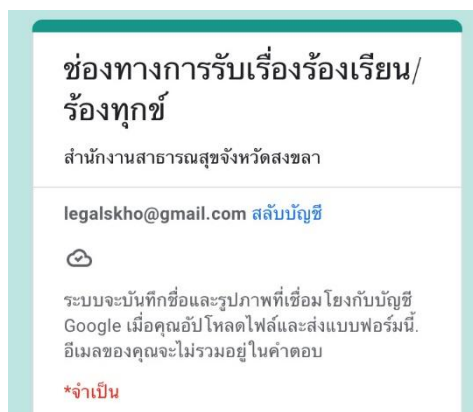 ช่องทางการรับเรื่องร้องเรียน/
ร้องทุกข์
สำนักงานสาธารณสุขจังหวัดสงขลา
legalskho@gmail.com สลับบัญชี
ระบบจะบันทึกชื่อและรูปภาพที่เชื่อมโยงกับบัญชี
Google เมื่อคุณอัปโหลดไฟล์และส่งแบบฟอร์มนี้.
อีเมลของคุณจะไม่รวมอยู่ในคำตอบ
*จำเป็น